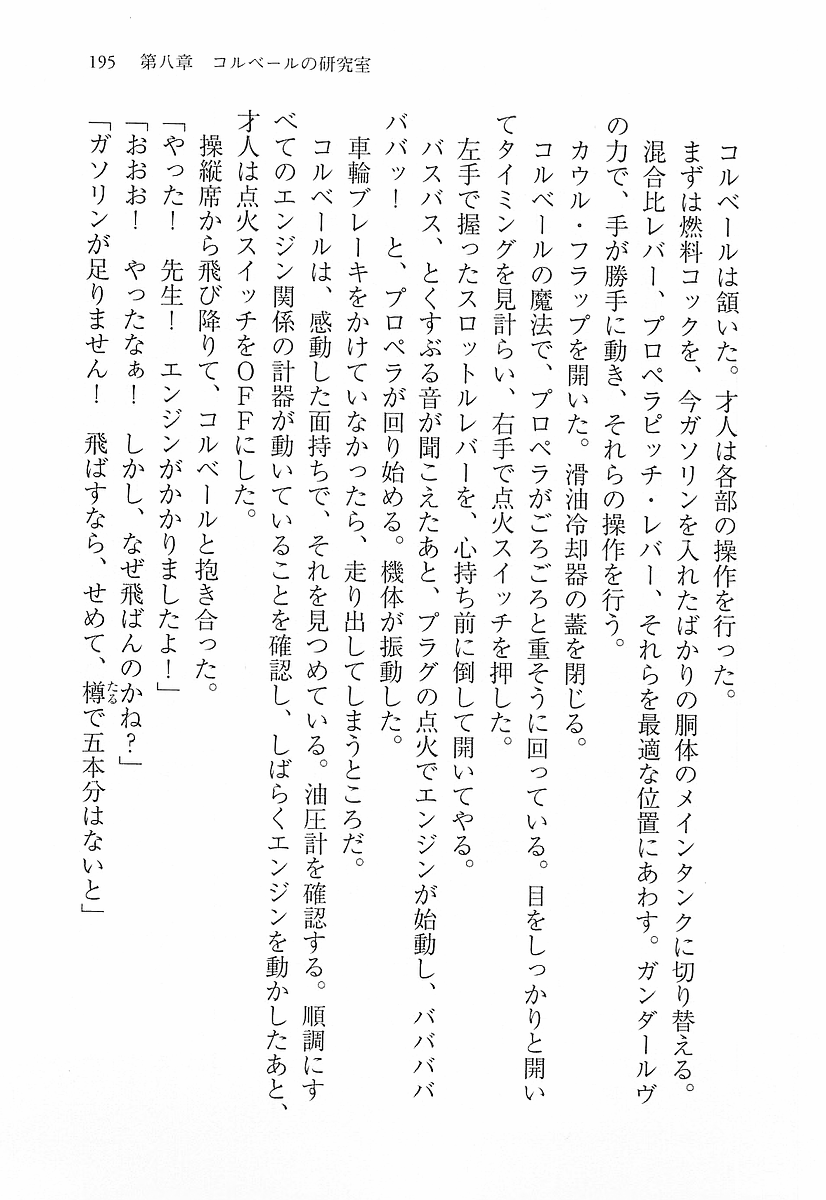 195　第八章　コルベールの研究室
　コルベールは頷いた。才人は各部の操作を行った。
　まずは燃料コックを、今ガソリンを入れたばかりの胴体のメインタンクに切り替える。
　混合比レバー、プロペラピッチ・レバー、それらを最適な位置にあわす。ガンダールヴ
の力で、手が勝手に動き、それらの操作を行う。
　カウル・フラップを開いた。滑油冷却器の蓋を閉じる。
　コルベールの魔法で、プロペラがごろごろと重そうに回っている。目をしっかりと開い
てタイミングを見計らい、右手で点火スイッチを押した。
　左手で握ったスロットルレバーを、心持ち前に倒して開いてやる。
　バスバス、とくすぶる音が聞こえたあと、プラグの点火でエンジンが始動し、ババババ
ババッ！　と、プロペラが回り始める。機体が振動した。
　車輪ブレーキをかけていなかったら、走り出してしまうところだ。
　コルベールは、感動した面持ちで、それを見つめている。油圧計を確認する。順調にす
べてのエンジン関係の計器が動いていることを確認し、しばらくエンジンを動かしたあと、
才人は点火スイッチをOFFにした。
　操縦席から飛び降りて、コルベールと抱き合った。
「やった！　先生！　エンジンがかかりましたよ！」
「おおお！　やったなぁ！　しかし、なぜ飛ばんのかね？」
「ガソリンが足りません！　飛ばすなら、せめて、樽（たる）で五本分はないと」